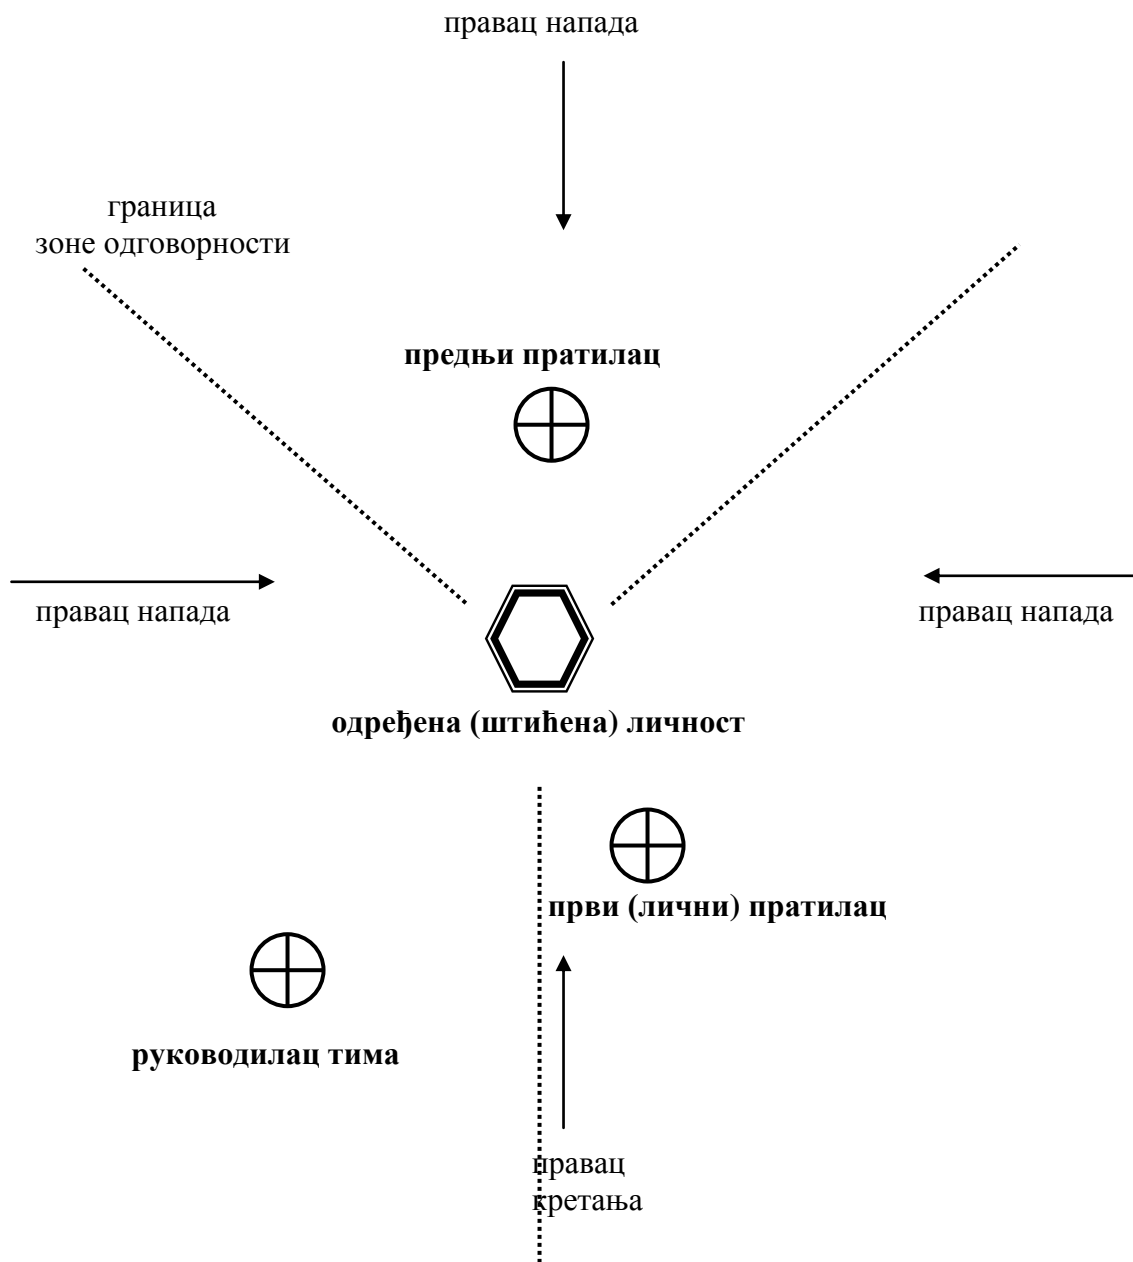 правац напада
граница
зоне одговорности
предњи пратилац
правац напада
правац напада
одређена (штићена) личност
први (лични) пратилац
руководилац тима
правац
кретања